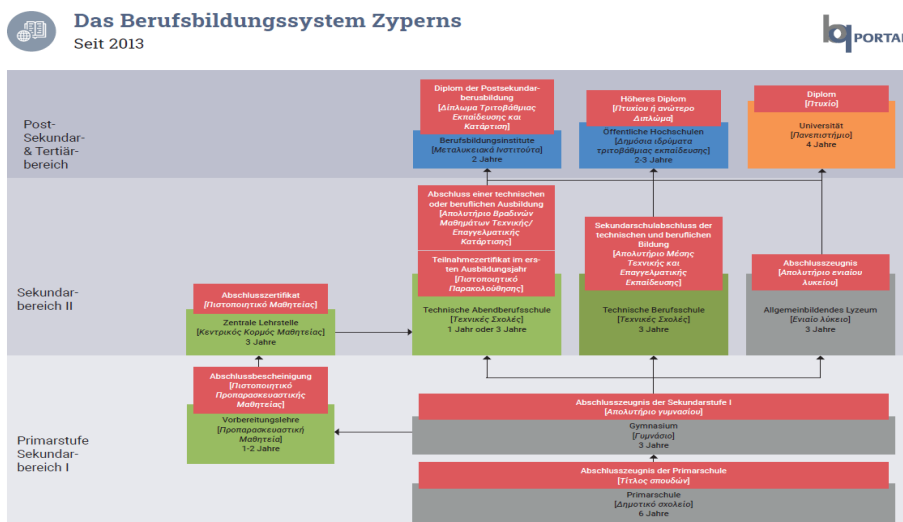 Das Berufsbildungssystem Zyperns
Seit 2013
bq PORTAL
Post-
Sekundar-
& Tertiär-
bereich
Diplom der Postsekundar-
berusbildung
[Δίπλωμα Τριτοβάθμιας
Εκπαίδευσης και
Κατάρτιση]
Berufsbildungsinstitute
[Μεταλυκειακά Ινστιτούτα]
2 Jahre
Höheres Diplom
[Πτυχίου ή ανώτερο
Διπλώμα]
Öffentliche Hochschulen
[Δημόσια ιδρύματα
τριτοβάθμιας εκπαίδευσης]
2-3 Jahre
Diplom
[Πτυχίο]
Universität
[Πανεπιστήμιο]
4 Jahre
Sekundar-
bereich II
Abschlusszertifikat
[Πιστοποιητικό Μαθητείας]
Zentrale Lehrstelle
[Κεντρικός Κορμός Μαθητείας]
3 Jahre
Abschluss einer technischen
oder beruflichen Ausbildung
[Απολυτήριο Βραδινών
Μαθημάτων Τεχνικής/
Επαγγελματικής
Κατάρτισης]
Teilnahmezertifikat im ers-
ten Ausbildungsjahr
[Πιστοποιητικό
Παρακολούθησης]
Technische Abendberufsschule
[Τεχνικές Σχολές]
1 Jahr oder 3 Jahre
Sekundarschulabschluss der
technischen und beruflichen
Bildung
[Απολυτήριο Μέσης
Τεχνικής και
Επαγγελματικής
Εκπαίδευσης]
Technische Berufsschule
[Τεχνικές Σχολές]
3 Jahre
Abschlusszeugnis
[Απολυτήριο ενιαίου
λυκείου]
Allgemeinbildendes Lyzeum
[Ενιαίο λύκειο]
3 Jahre
Primarstufe
Sekundar-
bereich I
Abschlussbescheinigung
[Πιστοποιητικό
Προπαρασκευαστικής
Μαθητείας]
Vorbereitungslehre
[Προπαρασκευαστική
Μαθητεία]
1-2 Jahre
Abschlusszeugnis der Sekundarstufe I
[Απολυτήριο γυμνασίου]
Gymnasium
[Γυμνάσιο]
3 Jahre
Abschlusszeugnis der Primarschule
[Τίτλος σπουδών]
Primarschule
[Δημοτικό σχολείο]
6 Jahre